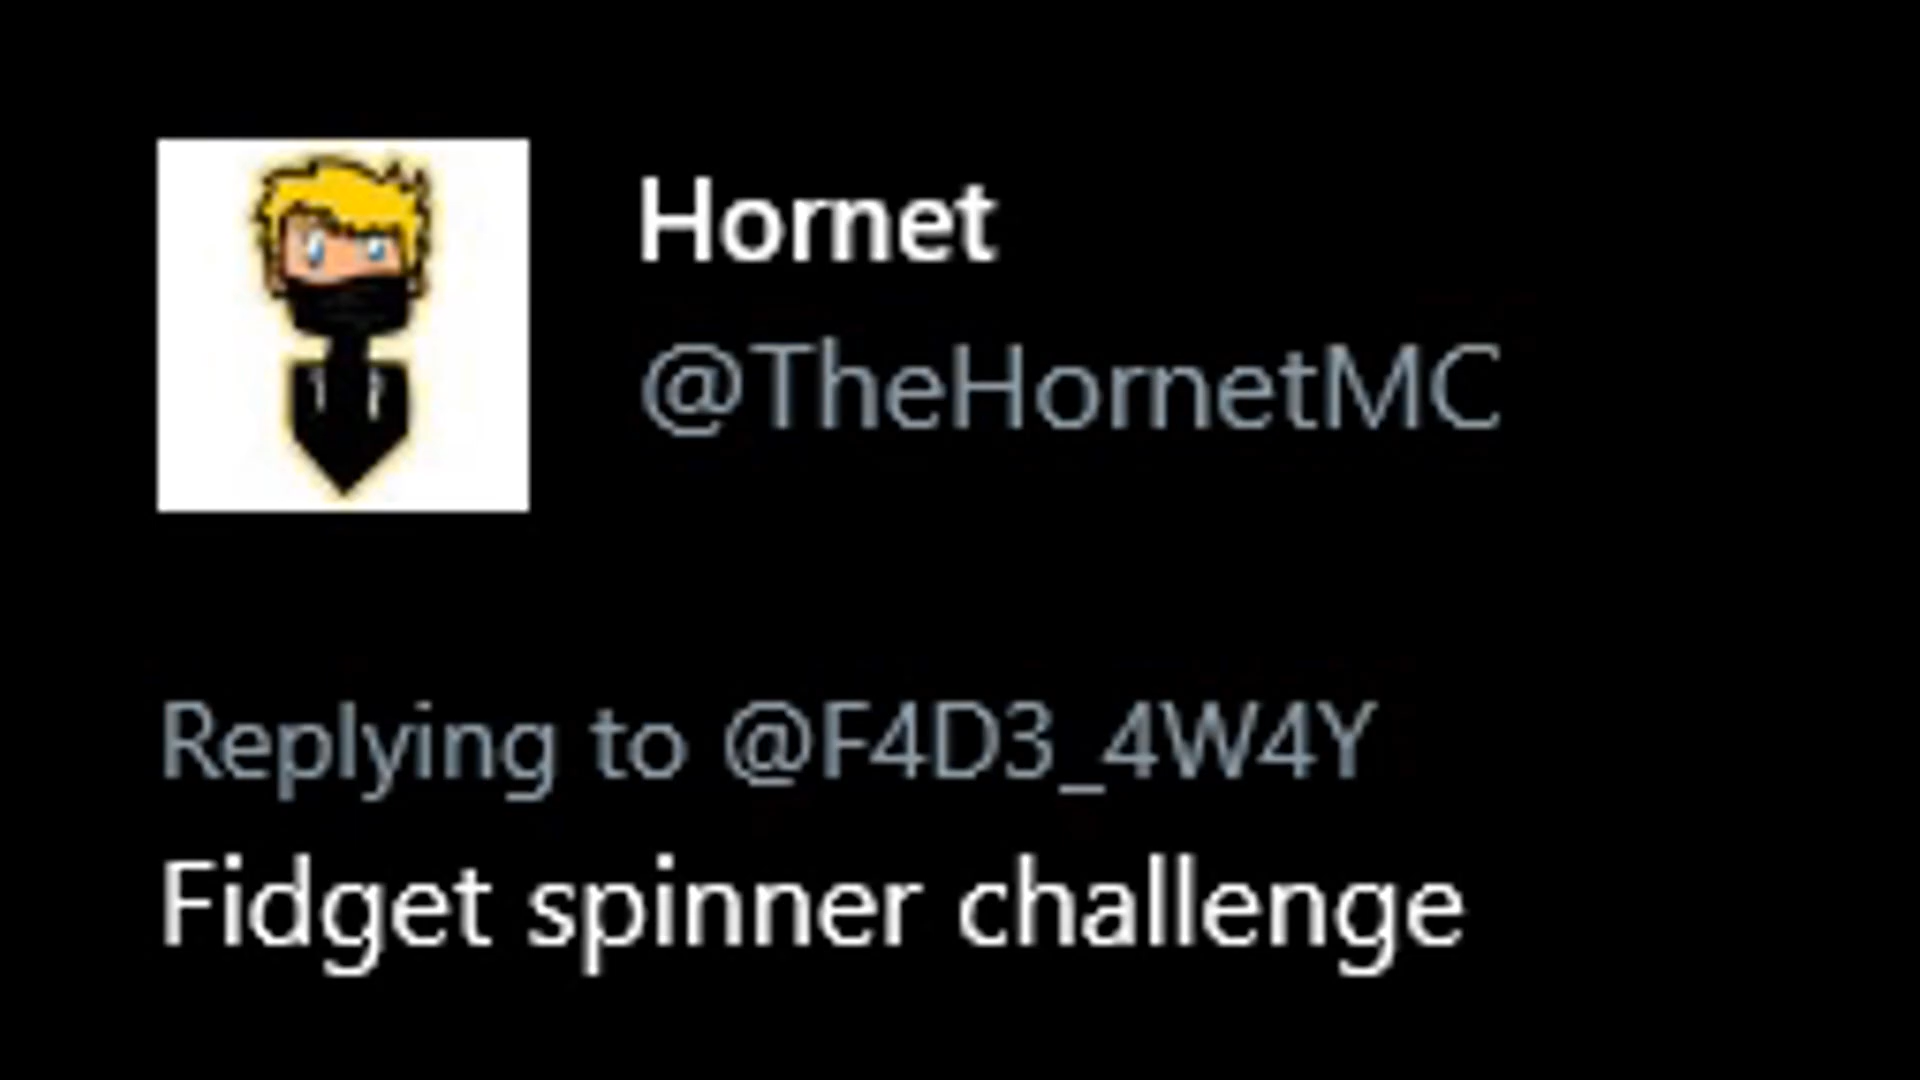 Hornet
@TheHornetMC
Replying to @F4D3_4W4Y
Fidget spinner challenge